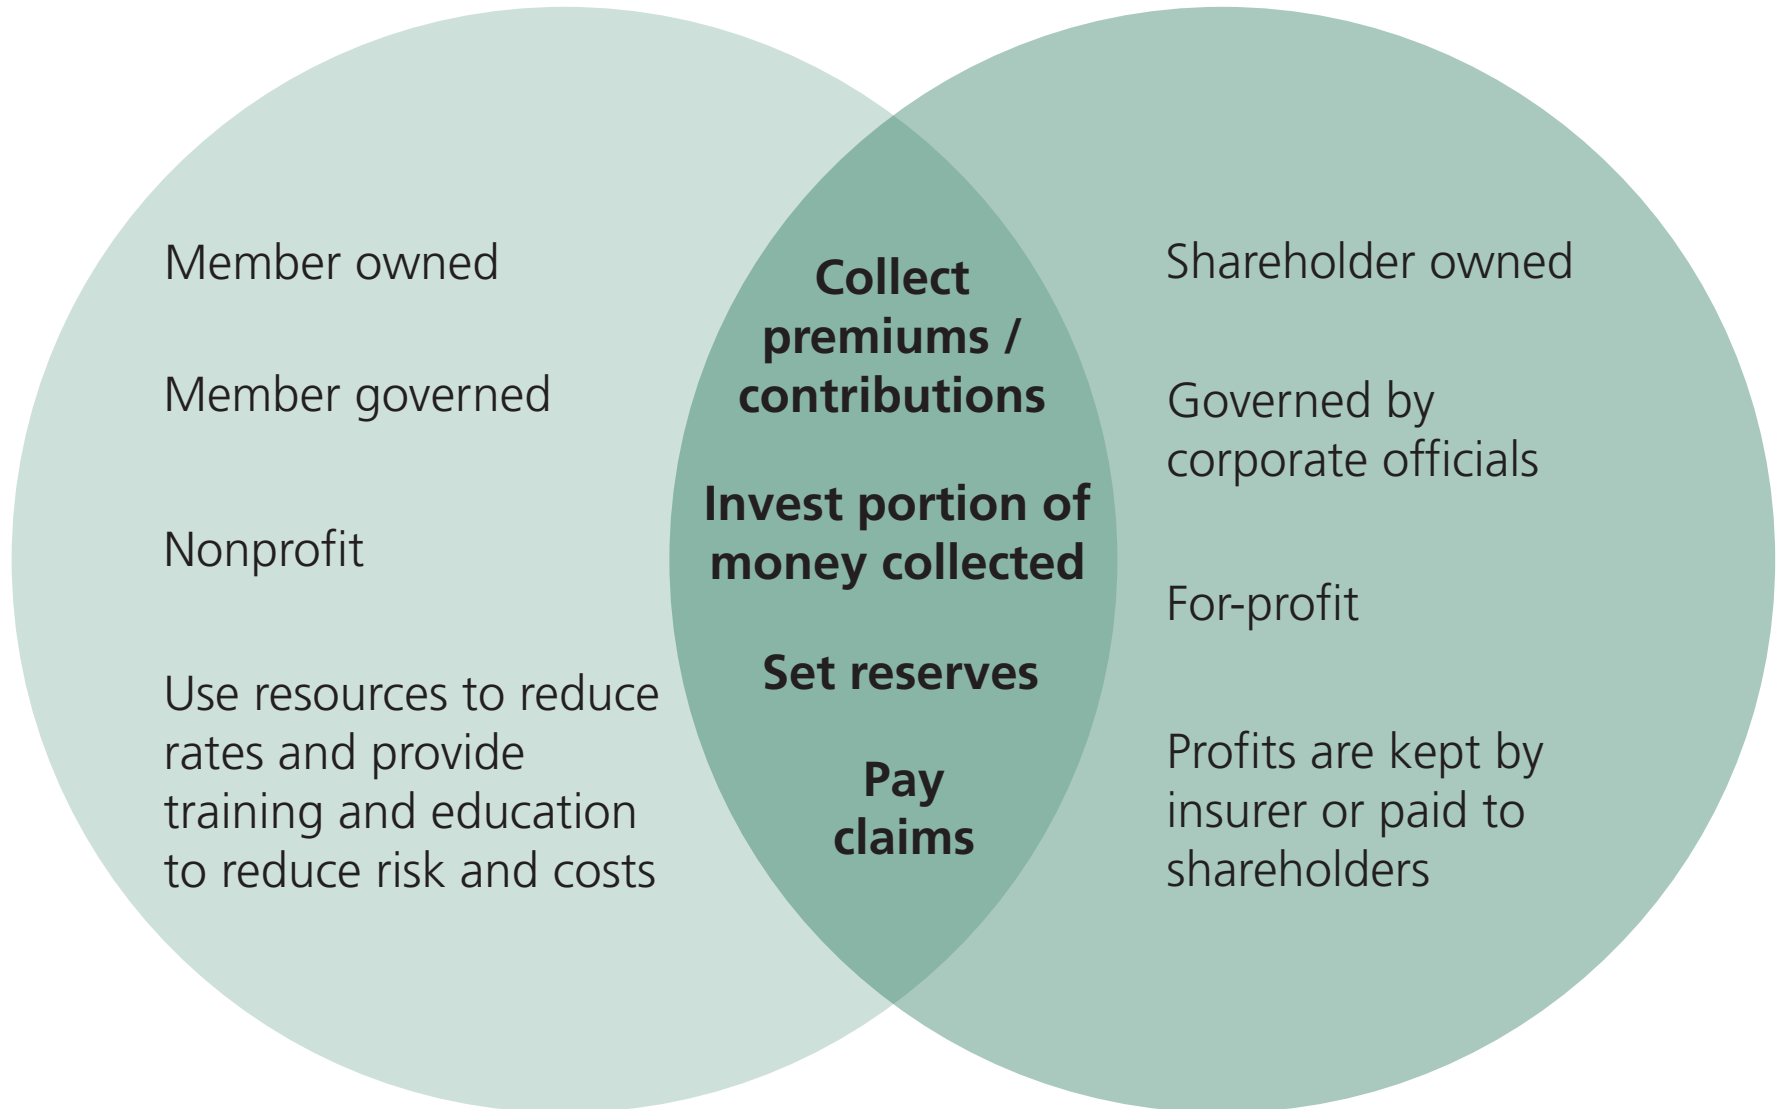 Member owned
Member governed
Nonprofit
Use resources to reduce
rates and provide
training and education
to reduce risk and costs
Collect
premiums /
contributions
Invest portion of
money collected
Set reserves
Pay
claims
Shareholder owned
Governed by
corporate officials
For-profit
Profits are kept by
insurer or paid to
shareholders